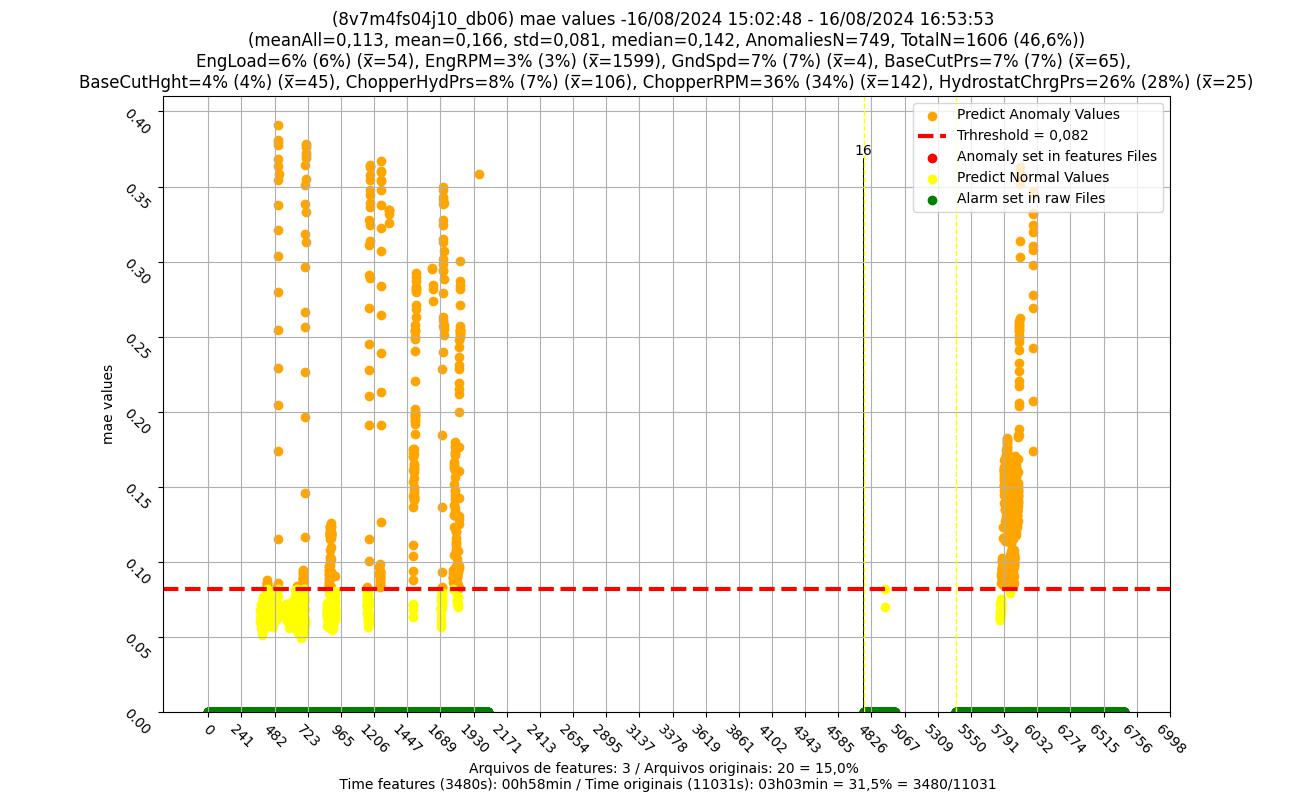 (8v7m4fs04j10_db06) mae values -16/08/2024 15:02:48 - 16/08/2024 16:53:53
(meanAll=0,113, mean=0,166, std=0,081, median=0,142, AnomaliesN=749, TotalN=1606 (46,6%))
EngLoad=6% (6%) (x̅=54), EngRPM=3% (3%) (x̅=1599), GndSpd=7% (7%) (x̅=4), BaseCutPrs=7% (7%) (x̅=65),
BaseCutHght=4% (4%) (x̅=45), ChopperHydPrs=8% (7%) (x̅=106), ChopperRPM=36% (34%) (x̅=142), HydrostatChrgPrs=26% (28%) (x̅=25)
Predict Anomaly Values
Trhreshold = 0,082
Anomaly set in features Files
Predict Normal Values
Alarm set in raw Files
16
mae values
0.40
0.35
0.30
0.25
0.20
0.15
0.10
0.05
0.00
0 241 482 723 965 1206 1447 1689 1930 2171 2413 2654 2895 3137 3378 3619 3861 4102 4343 4585 4826 5067 5309 5550 5791 6032 6274 6515 6756 6998
Arquivos de features: 3 / Arquivos originais: 20 = 15,0%
Time features (3480s): 00h58min / Time originais (11031s): 03h03min = 31,5% = 3480/11031